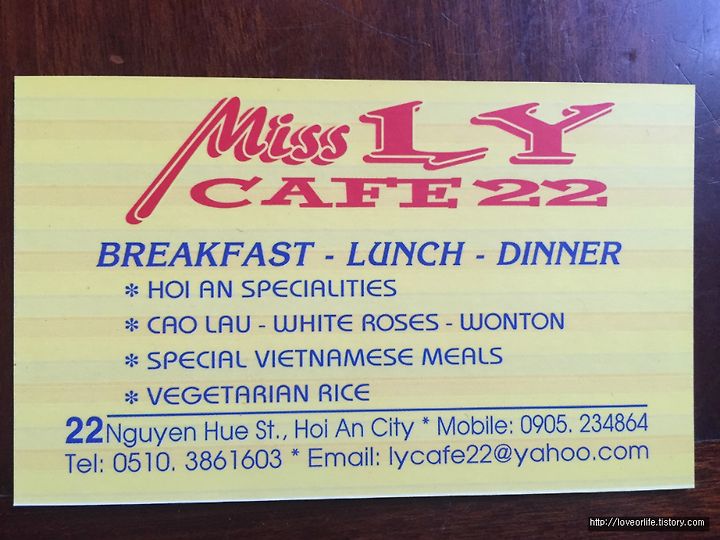 Miss LY
CAFE 22
BREAKFAST - LUNCH - DINNER
* HOI AN SPECIALITIES
* CAO LAU - WHITE ROSES - WONTON
* SPECIAL VIETNAMESE MEALS
* VEGETARIAN RICE
22 Nguyen Hue St., Hoi An City * Mobile: 0905. 234864
Tel: 0510. 3861603 * Email: lycafe22@yahoo.com
http://loveorlife.tistory.com